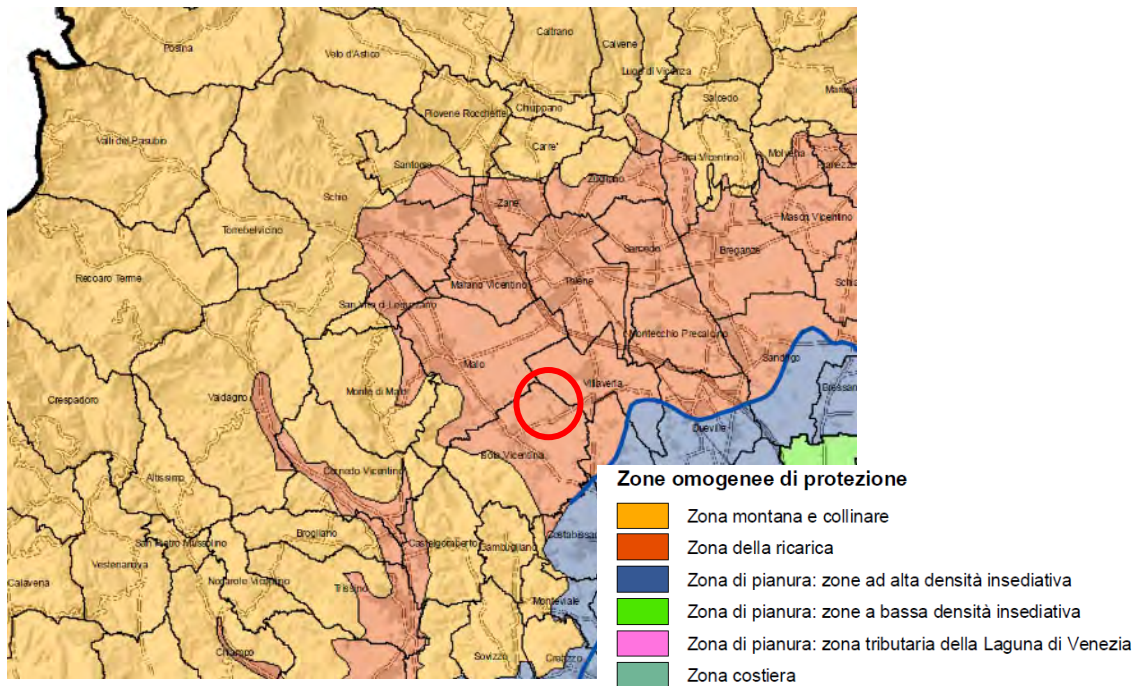 Caltrano
Posina
Velo d'Astico
Calvene
Lugo di Vicenza
Salcedo
Piovene Rocchette
Chiuppano
Valli del Pasubio
Carre'
Molvena
Fara Vicentino
Santorso
Zugliano
Schio
Zane'
Mason Vicentino
Torrebelvicino
Sarcedo
Breganze
Recoaro Terme
Marano Vicentino
Thiene
San Vito di Leguzzano
Montecchio Precalcino
Sandrigo
Malo
Villaverla
Monte di Malo
Crespadoro
Valdagno
Dueville
Isola Vicentina
Cornedo Vicentino
Altissimo
Brogliano
San Pietro Mussolino
Castelgomberto
Gambugliano
Vestenanova
Nogarole Vicentino
Trissino
Monteviale
Chiampo
Sovizzo
Creazzo
Zone omogenee di protezione
Zona montana e collinare
Zona della ricarica
Zona di pianura: zone ad alta densità insediativa
Zona di pianura: zone a bassa densità insediativa
Zona di pianura: zona tributaria della Laguna di Venezia
Zona costiera